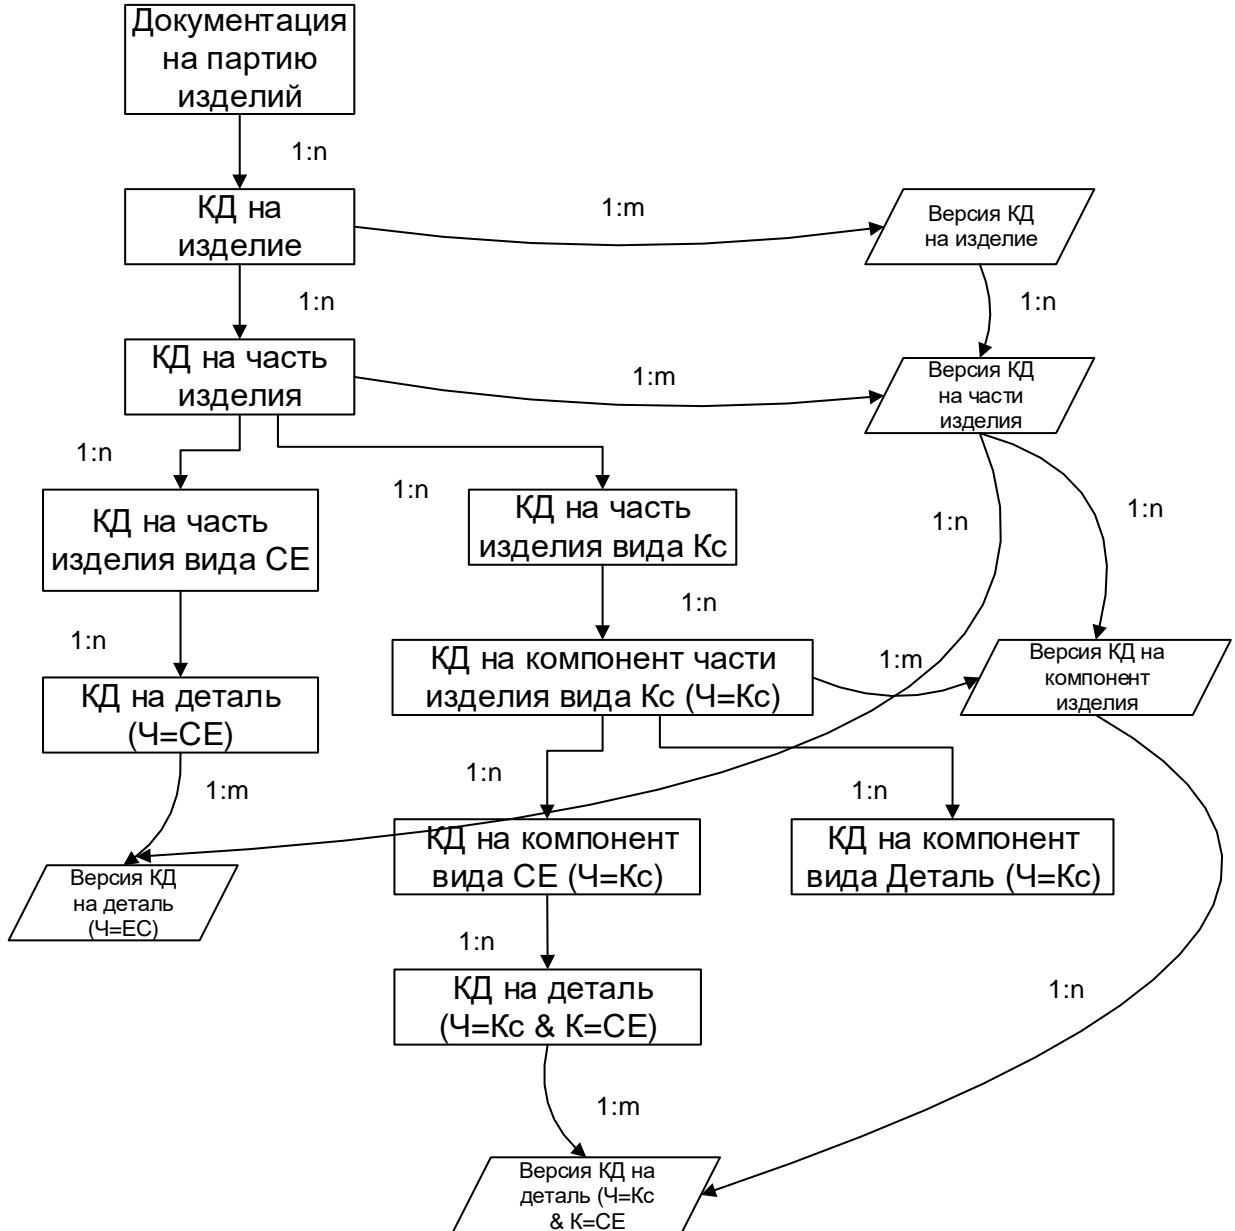 Документация
на партию
изделий
1:n
КД на
изделие
1:m
Версия КД
на изделие
1:n
1:n
КД на часть
изделия
1:m
Версия КД
на части
изделия
1:n
1:n
КД на часть
изделия вида СЕ
КД на часть
изделия вида Кс
1:n
1:n
1:n
1:n
КД на компонент части
изделия вида Кс (Ч=Кс)
1:m
Версия КД на
компонент
изделия
КД на деталь
(Ч=СЕ)
1:m
1:n
1:n
КД на компонент
вида СЕ (Ч=Кс)
КД на компонент
вида Деталь (Ч=Кс)
Версия КД
на деталь
(Ч=ЕС)
1:n
КД на деталь
(Ч=Кс & К=СЕ)
1:n
1:m
Версия КД на
деталь (Ч=Кс
& К=СЕ